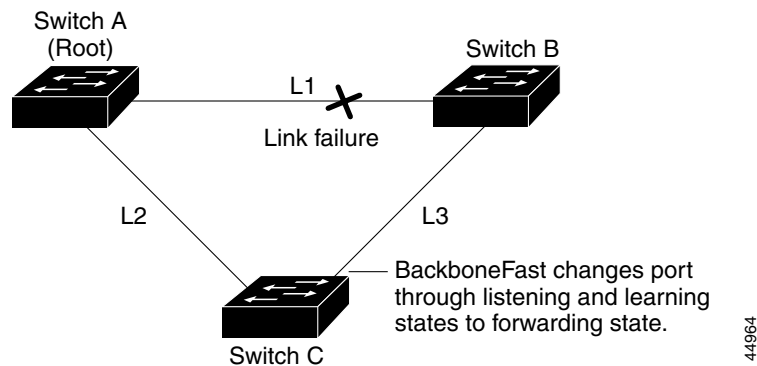 Switch A
(Root)
Switch B
L1
Link failure
L2
L3
BackboneFast changes port
through listening and learning
states to forwarding state.
Switch C
44964